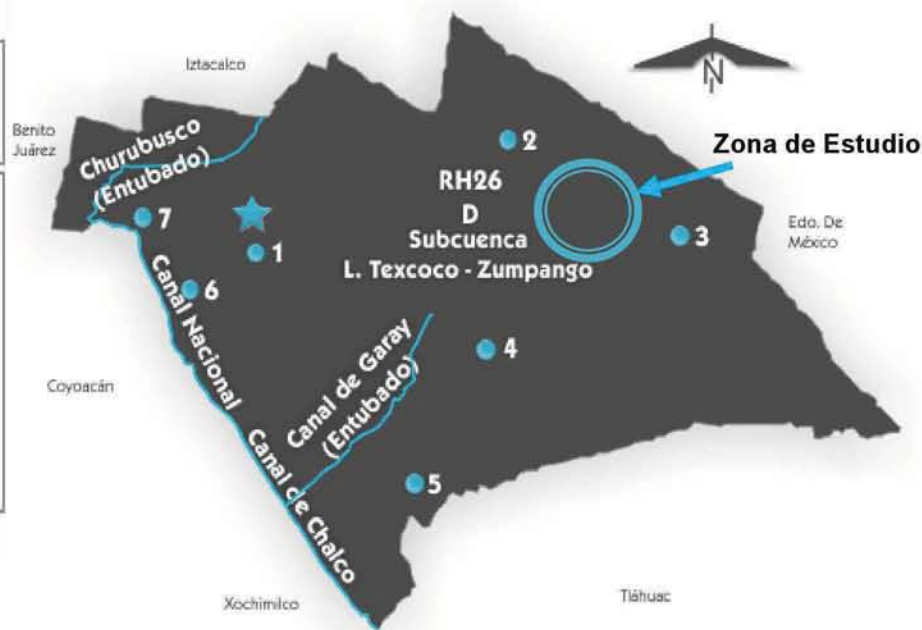 Iztacalco
Benito
Juárez
Churubusco
(Entubado)
N
Zona de Estudio
2
RH26
D
Subcuenca
L. Texcoco - Zumpango
7
1
3
Edo. De
México
6
Canal Nacional
4
Canal de Garay
(Entubado)
Coyoacán
Canal de Chalco
5
Xochimilco
Tláhuac